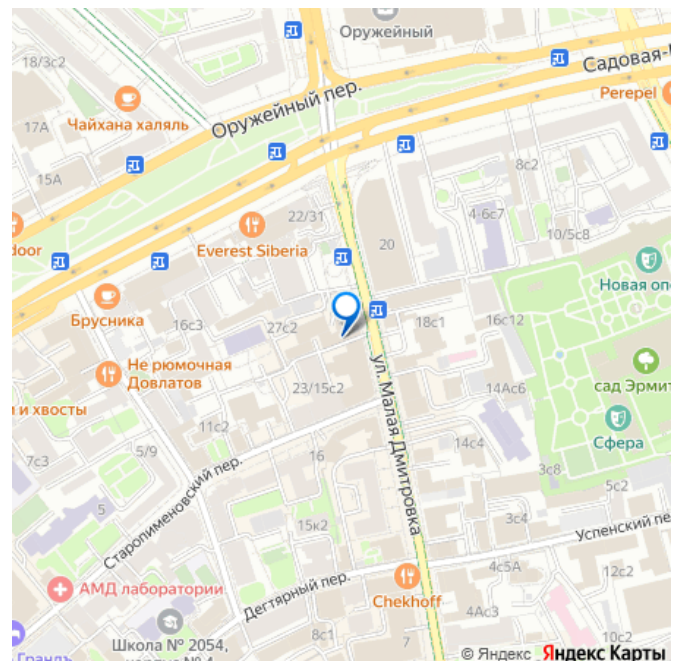 Оружейный
18/3с2
Садовая-
Чайхана халяль
Оружейный пер.
Perepel
17А
15А
8с2
22/31
4-6с7
20
10/5с8
door
Everest Siberia
Новая оп
Брусника
16с3
27с2
18с1
16с12
Не рюмочная
Довлатов
23/15с2
ул. Малая Дмитровка
14Ас6
сад Эрмит
и и хвосты
11с2
Сфера
5/9
14с4
7с3
16
3с8
Старопименовский пер.
5с2
5
15к2
3с4
Успенский пе
АМД лаборатории
Дегтярный пер.
4с5А
12с2
Chekhoff
4Ас3
Школа № 2054,
8с1
7
10с2
Грандъ
© Яндекс Яндекс Карты